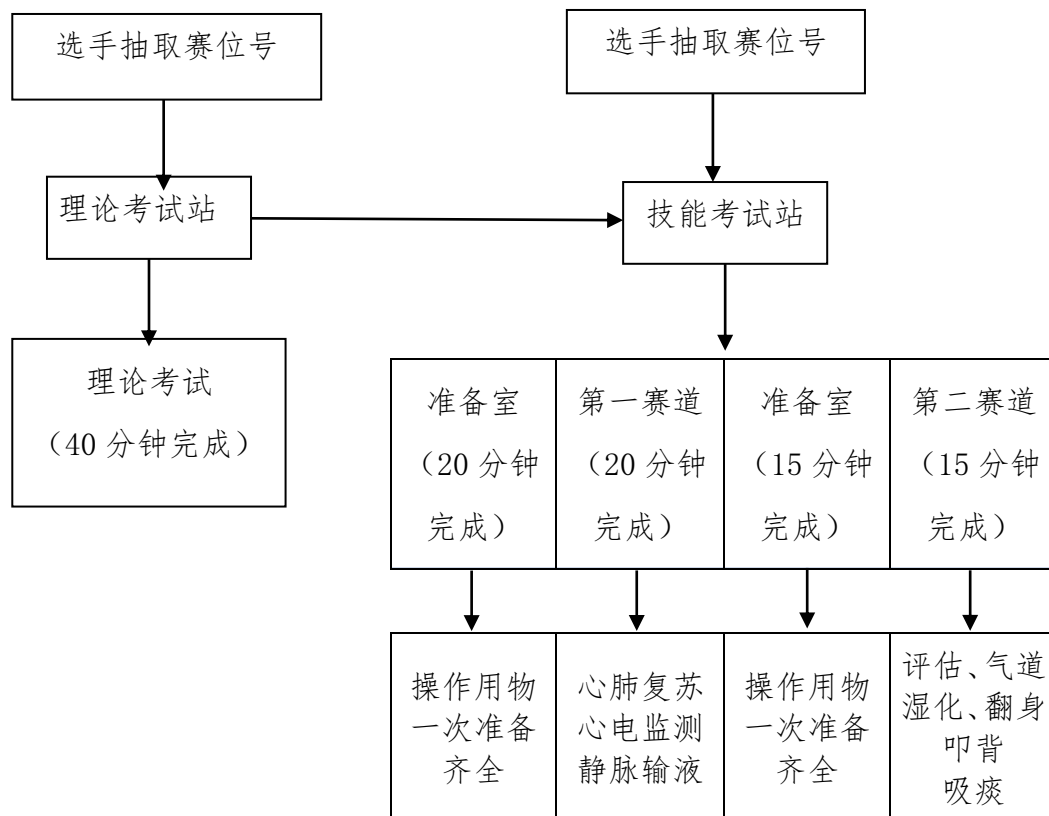 选手抽取赛位号
选手抽取赛位号
理论考试站
技能考试站
理论考试
（40 分钟完成）
准备室
（20 分钟
完成）
第一赛道
（20 分钟
完成）
准备室
（15 分钟
完成）
第二赛道
（15 分钟
完成）
操作用物
一次准备
齐全
心肺复苏
心电监测
静脉输液
操作用物
一次准备
齐全
评估、气道
湿化、翻身
叩背
吸痰